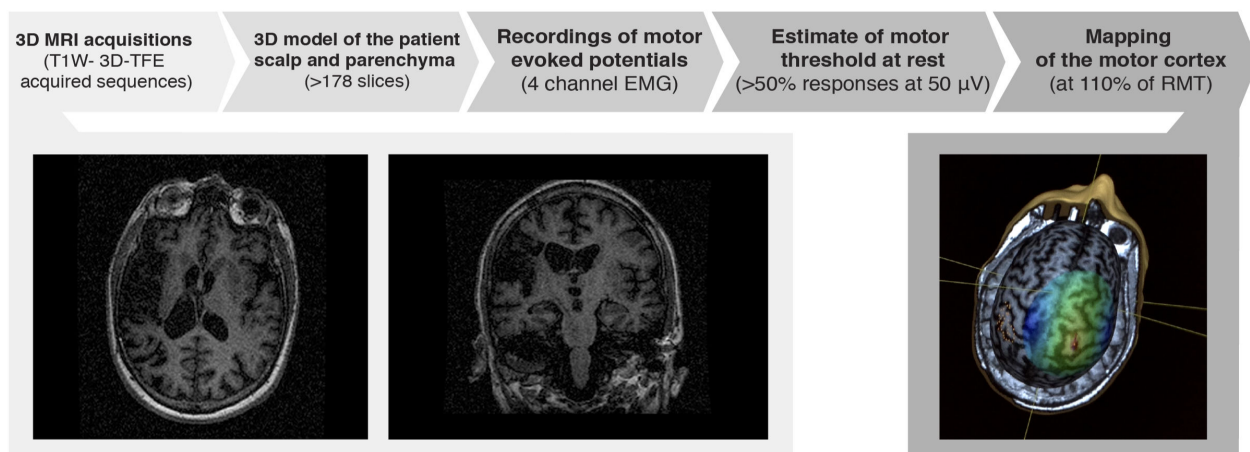 3D MRI acquisitions
(T1W- 3D-TFE
acquired sequences)
3D model of the patient
scalp and parenchyma
(>178 slices)
Recordings of motor
evoked potentials
(4 channel EMG)
Estimate of motor
threshold at rest
(>50% responses at 50 µV)
Mapping
of the motor cortex
(at 110% of RMT)